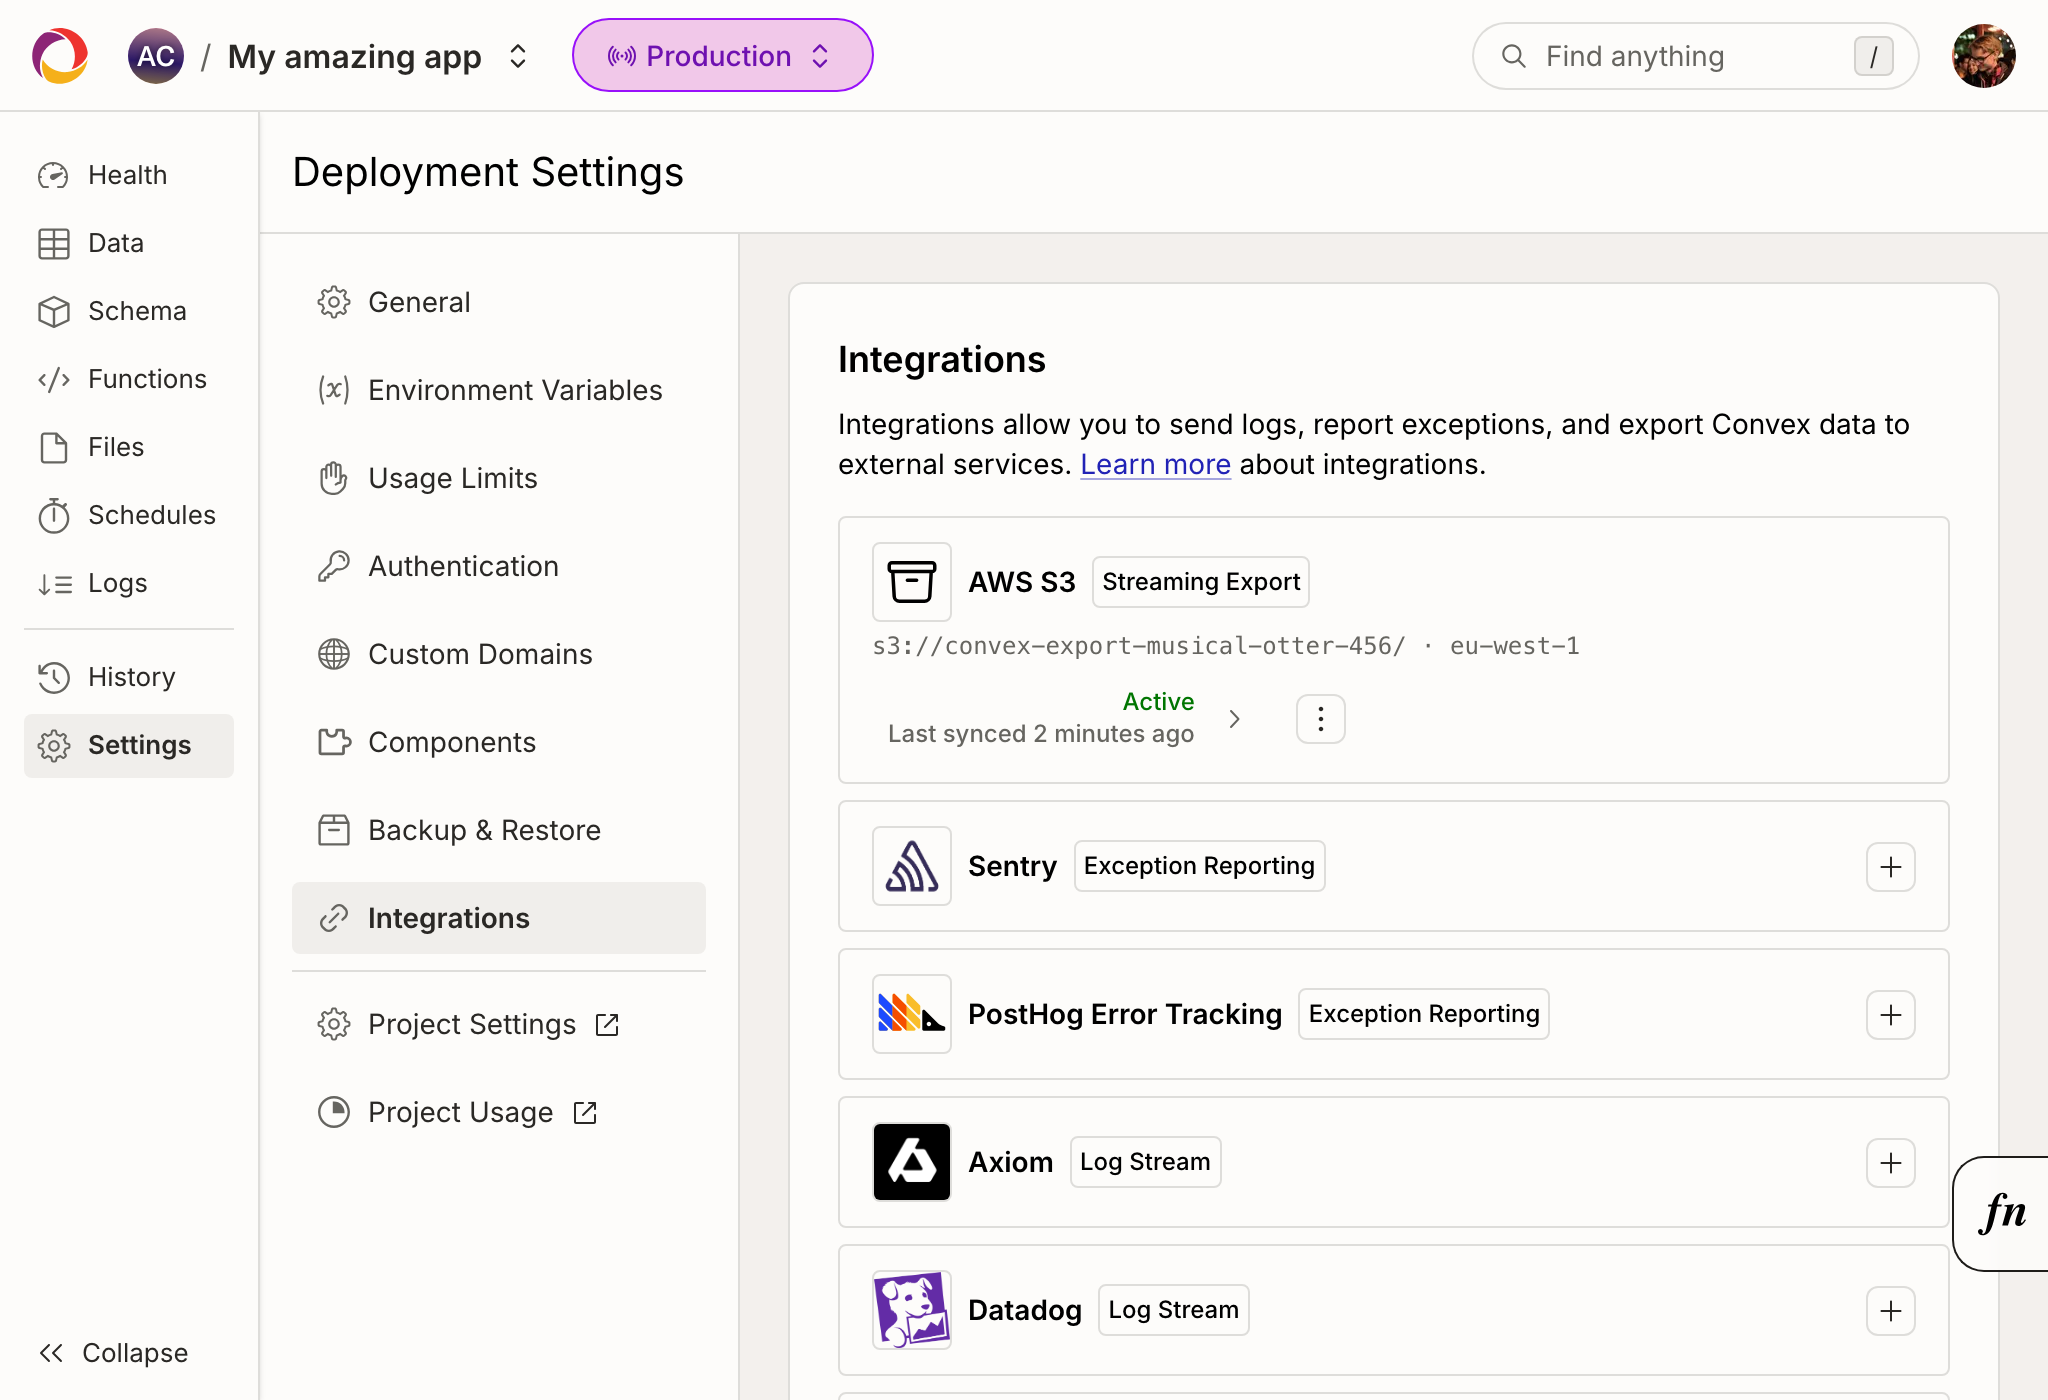 AC / My amazing app
Production
Find anything
/
Health
Data
Schema
Functions
Files
Schedules
Logs
History
Settings
Collapse
Deployment Settings
General
(x) Environment Variables
Usage Limits
Authentication
Custom Domains
Components
Backup & Restore
Integrations
Project Settings
Project Usage
Integrations
Integrations allow you to send logs, report exceptions, and export Convex data to
external services. Learn more about integrations.
AWS S3 Streaming Export
s3://convex-export-musical-otter-456/ · eu-west-1
Active
Last synced 2 minutes ago
Sentry Exception Reporting
PostHog Error Tracking Exception Reporting
Axiom Log Stream
Datadog Log Stream
fn